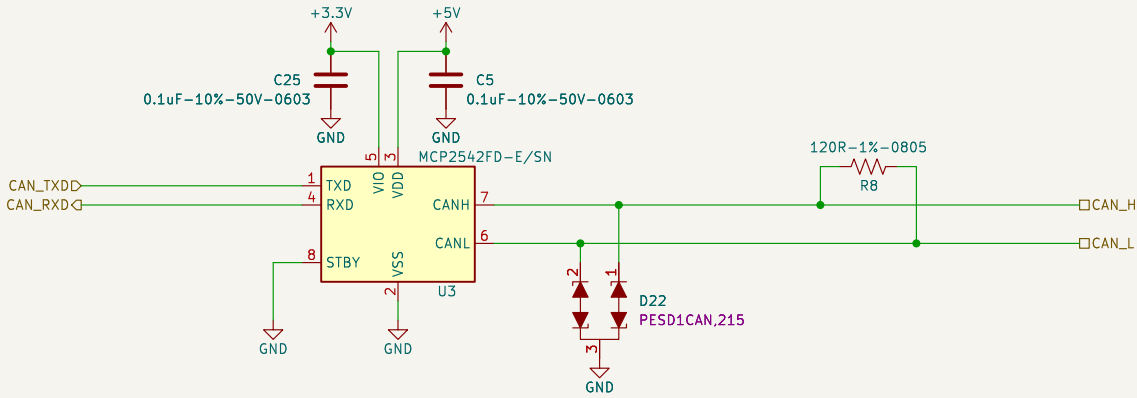 +3.3V
+5V
C25
0.1uF-10%-50V-0603
C5
0.1uF-10%-50V-0603
GND
GND
MCP2542FD-E/SN
5
3
VIO
VDD
120R-1%-0805
R8
CAN_TXD
1
TXD
CAN_RXD
4
RXD
CANH
7
CAN_H
CANL
6
CAN_L
8
STBY
VSS
2
U3
2
1
D22
PESD1CAN,215
3
GND
GND
GND